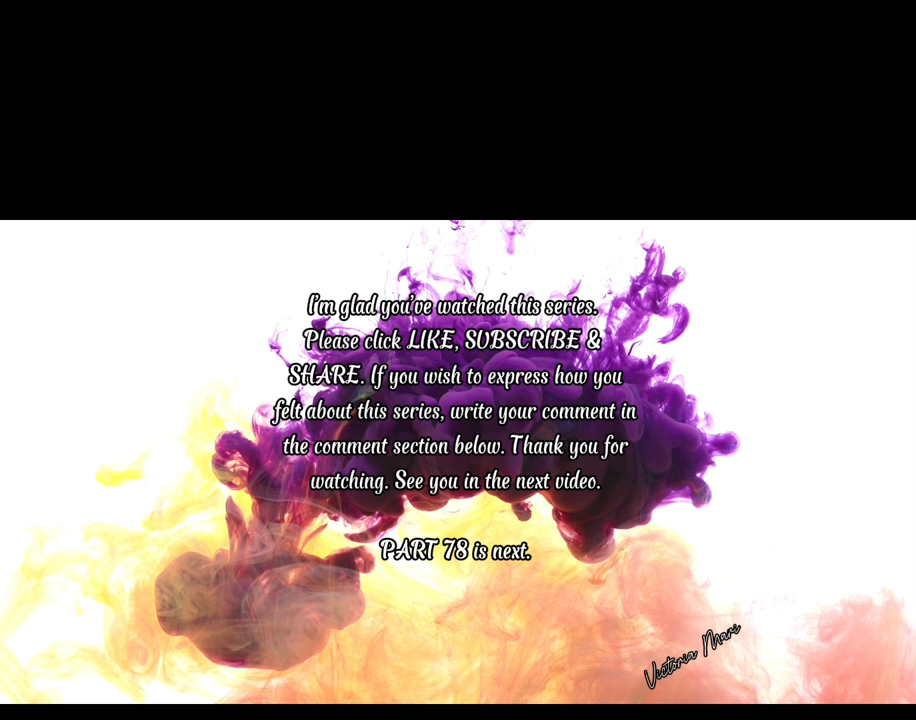 I'm glad you've watched this series.
Please click LIKE, SUBSCRIBE &
SHARE. If you wish to express how you
felt about this series, write your comment in
the comment section below. Thank you for
watching. See you in the next video.
PART 78 is next.
Victoria Mari